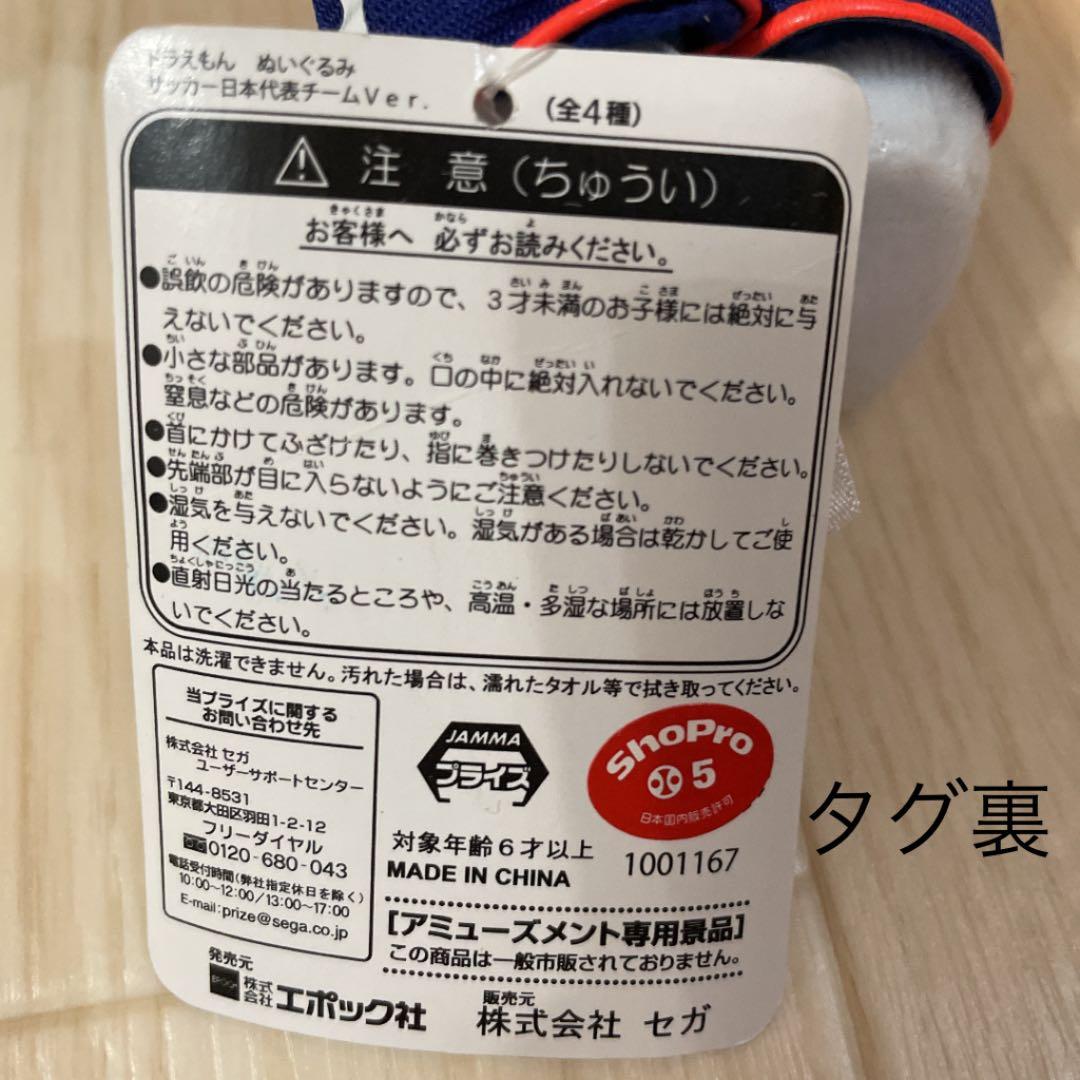 ドラえもん ぬいぐるみ
サッカー日本代表チームVer.
(全4種)
注 意(ちゅうい)
お客様へ 必ずお読みください。
●誤飲の危険がありますので、3才未満のお子様には絶対に与
えないでください。
●小さな部品があります。口の中に絶対入れないでください。
窒息などの危険があります。
●首にかけてふざけたり、指に巻きつけたりしないでください。
●先端部が目に入らないようにご注意ください。
●湿気を与えないでください。湿気がある場合は乾かしてご使
用ください。
●直射日光の当たるところや、高温・多湿な場所には放置しな
いでください。
本品は洗濯できません。汚れた場合は、濡れたタオル等で拭き取ってください。
当プライズに関する
お問い合わせ先
株式会社 セガ
ユーザーサポートセンター
〒144-8531
東京都大田区羽田1-2-12
フリーダイヤル
0120-680-043
電話受付時間(弊社指定休日を除く)
10:00~12:00/13:00~17:00
E-mail:prize@sega.co.jp
JAMMA
プライズ
ShoPro
5
日本国内販売許可
対象年齢6才以上
MADE IN CHINA
1001167
[アミューズメント専用景品]
この商品は一般市販されておりません。
発売元
株式会社 エポック社
販売元
株式会社 セガ
タグ裏